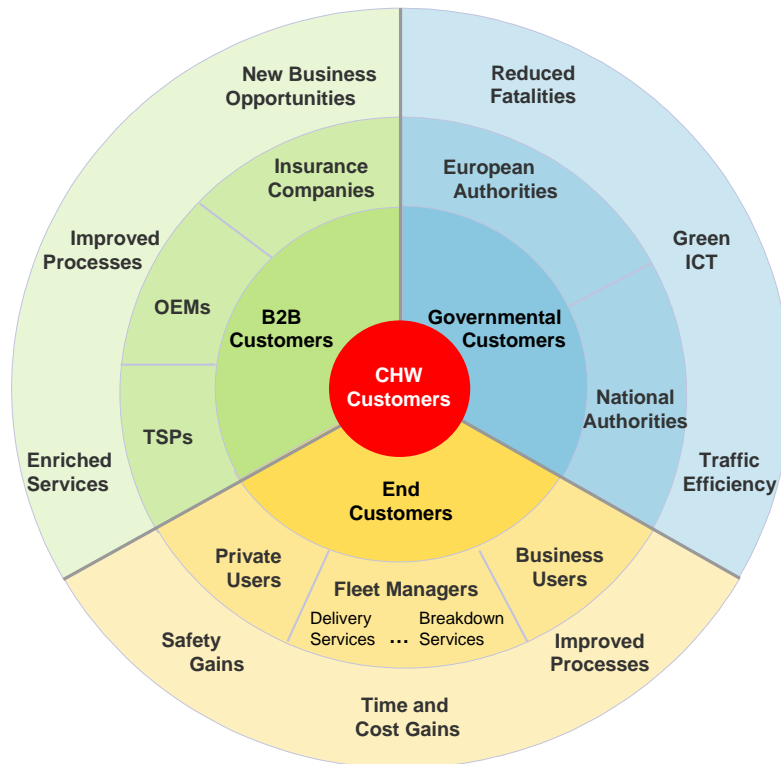 New Business
Opportunities
Reduced
Fatalities
Insurance
Companies
European
Authorities
Improved
Processes
Green
ICT
OEMs
B2B
Customers
Governmental
Customers
CHW
Customers
National
Authorities
TSPs
Enriched
Services
Traffic
Efficiency
End
Customers
Private
Users
Business
Users
Fleet Managers
Delivery
Services
...
Breakdown
Services
Safety
Gains
Improved
Processes
Time and
Cost Gains